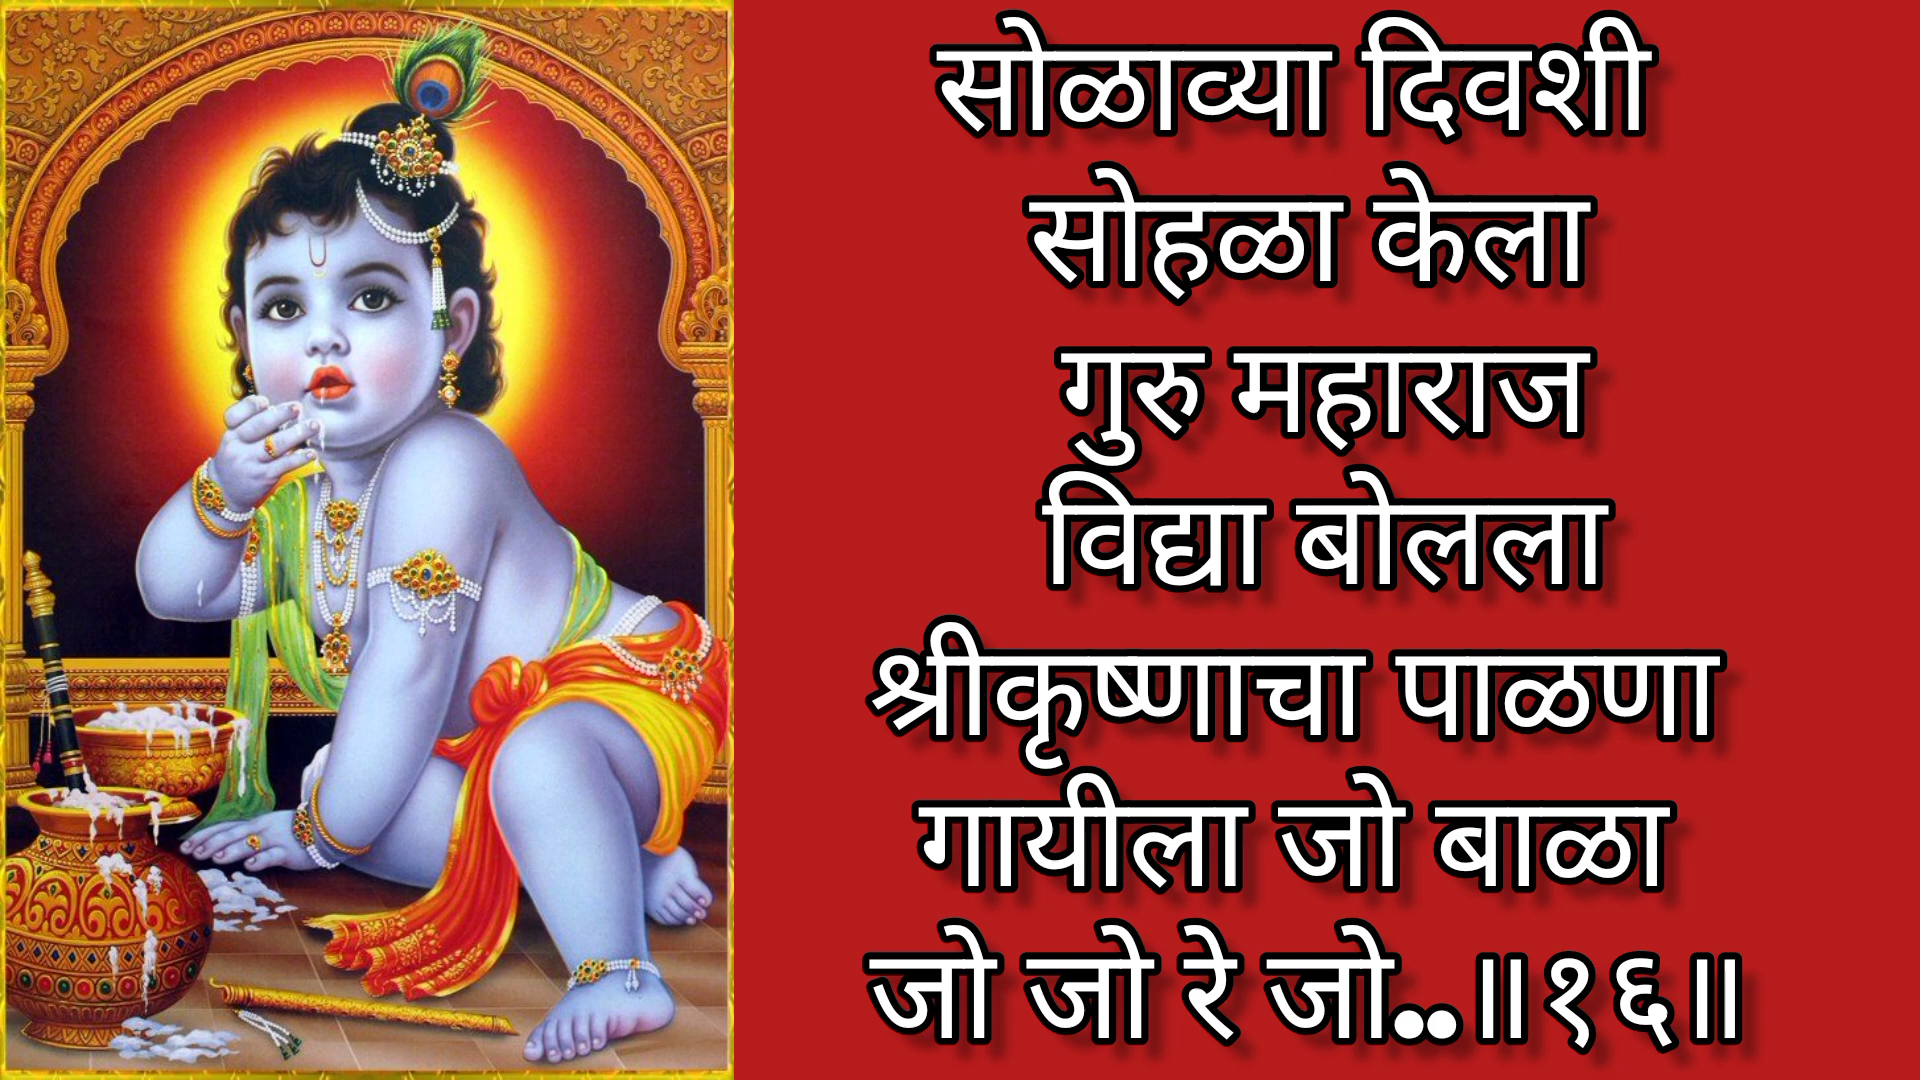 सोळाव्या दिवशी
सोहळा केला
गुरु महाराज
विद्या बोलला
श्रीकृष्णाचा पाळणा
गायीला जो बाळा
जो जो रे जो..॥१६॥